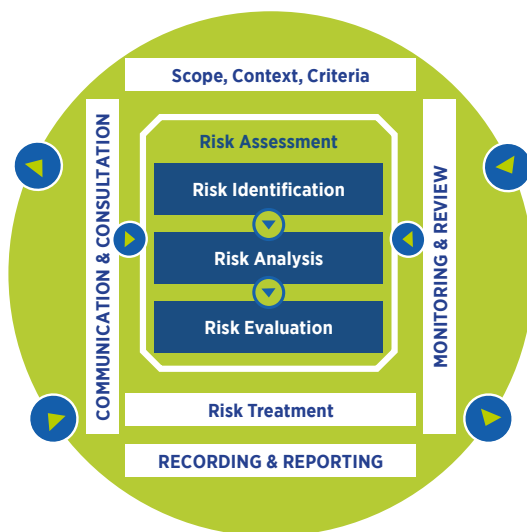 Scope, Context, Criteria
COMMUNICATION & CONSULTATION
Risk Assessment
Risk Identification
Risk Analysis
Risk Evaluation
MONITORING & REVIEW
Risk Treatment
RECORDING & REPORTING